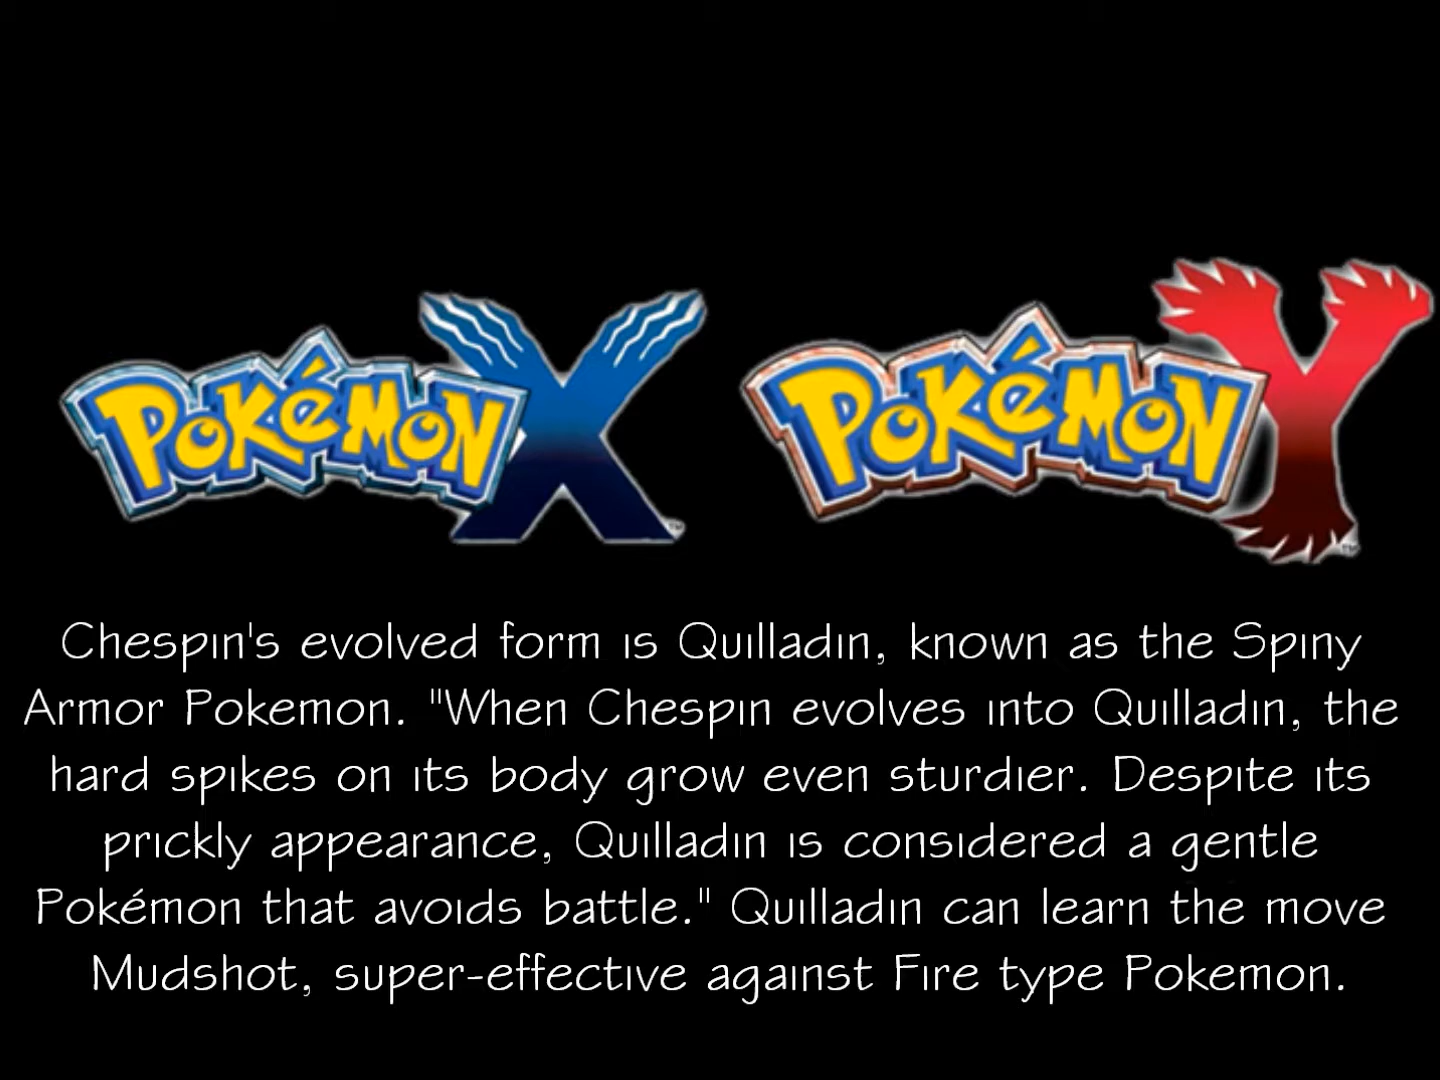 POKéMON X
POKéMON Y
TM
TM
Chespin's evolved form is Quilladin, known as the Spiny
Armor Pokemon. "When Chespin evolves into Quilladin, the
hard spikes on its body grow even sturdier. Despite its
prickly appearance, Quilladin is considered a gentle
Pokémon that avoids battle." Quilladin can learn the move
Mudshot, super-effective against Fire type Pokemon.